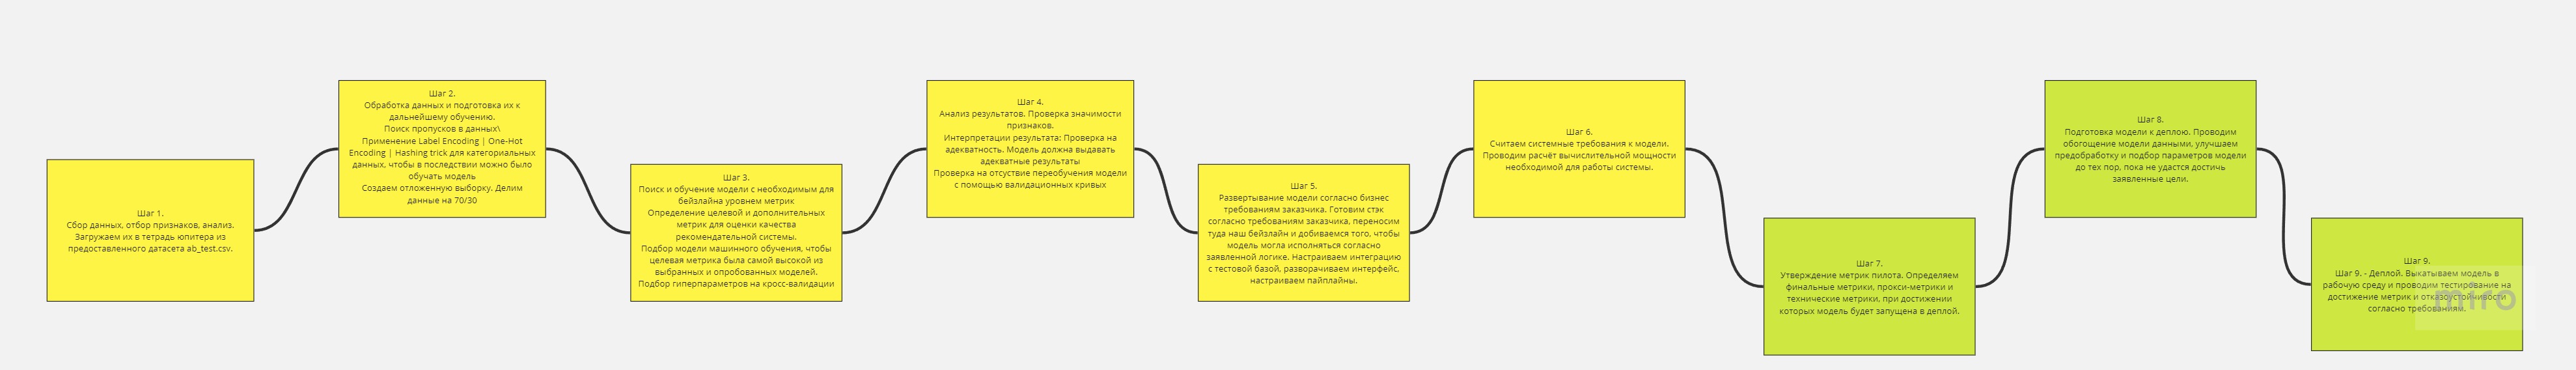 Шаг 1.
Сбор данных, отбор признаков, анализ.
Загружаем их в тетрадь юпитера из
предоставленного датасета ab_test.csv.
Шаг 2.
Обработка данных и подготовка их к
дальнейшему обучению.
Поиск пропусков в данных\
Применение Label Encoding | One-Hot
Encoding | Hashing trick для категориальных
данных, чтобы в последствии можно было
обучать модель
Создаем отложенную выборку. Делим
данные на 70/30
Шаг 3.
Поиск и обучение модели с необходимым для
бейзлайна уровнем метрик
Определение целевой и дополнительных
метрик для оценки качества
рекомендательной системы.
Подбор модели машинного обучения, чтобы
целевая метрика была самой высокой из
выбранных и опробованных моделей.
Подбор гиперпараметров на кросс-валидации
Шаг 4.
Анализ результатов. Проверка значимости
признаков.
Интерпретации результата: Проверка на
адекватность. Модель должна выдавать
адекватные результаты
Проверка на отсуствие переобучения модели
с помощью валидационных кривых
Шаг 5.
Развертывание модели согласно бизнес
требованиям заказчика. Готовим стэк
согласно требованиям заказчика, переносим
туда наш бейзлайн и добиваемся того, чтобы
модель могла исполняться согласно
заявленной логике. Настраиваем интеграцию
с тестовой базой, разворачиваем интерфейс,
настраиваем пайплайны.
Шаг 6.
Считаем системные требования к модели.
Проводим расчёт вычислительной мощности
необходимой для работы системы.
Шаг 7.
Утверждение метрик пилота. Определяем
финальные метрики, прокси-метрики и
технические метрики, при достижении
которых модель будет запущена в деплой.
Шаг 8.
Подготовка модели к деплою. Проводим
обогощение модели данными, улучшаем
предобработку и подбор параметров модели
до тех пор, пока не удастся достичь
заявленные цели.
Шаг 9.
Шаг 9. - Деплой. Выкатываем модель в
рабочую среду и проводим тестирование на
достижение метрик и отказоустойчивости
согласно требованиям.
miro